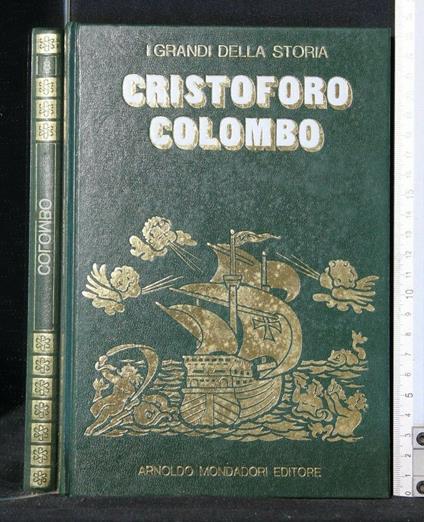 I GRANDI DELLA STORIA
CRISTOFORO
COLOMBO
ARNOLDO MONDADORI EDITORE
COLOMBO